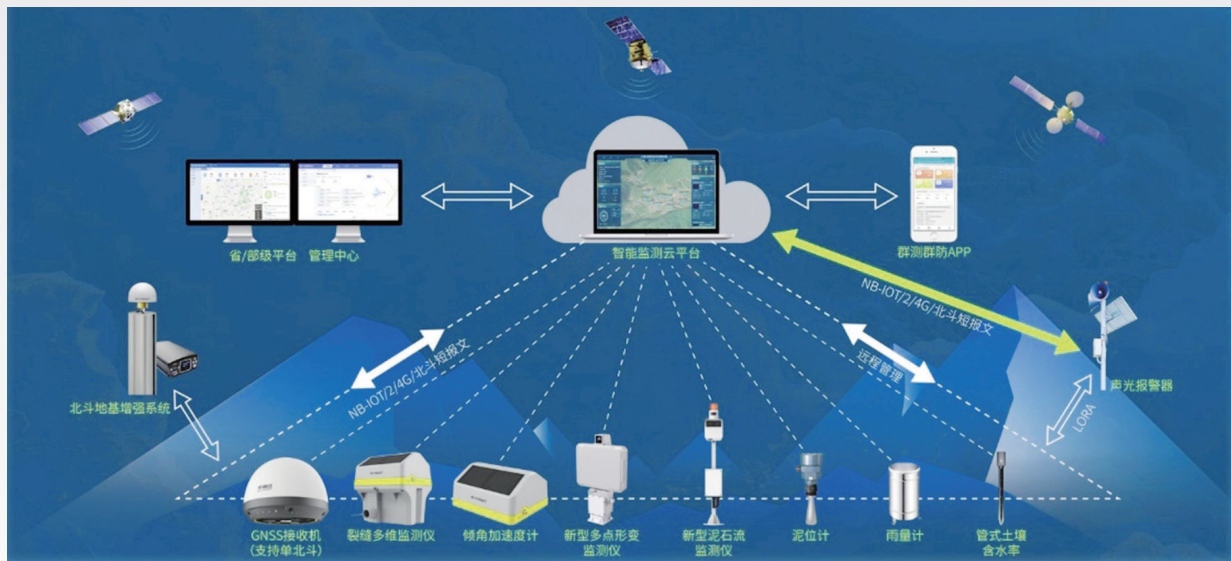 省/部级平台
管理中心
智能监测云平台
群测群防APP
NB-IOT/2/4G/北斗短报文
北斗地基增强系统
NB-IOT/2/4G/北斗短报文
远程管理
声光报警器
LORA
GNSS接收机
(支持单北斗)
裂缝多维监测仪
倾角加速度计
新型多点形变
监测仪
新型泥石流
监测仪
泥位计
雨量计
管式土壤
含水率